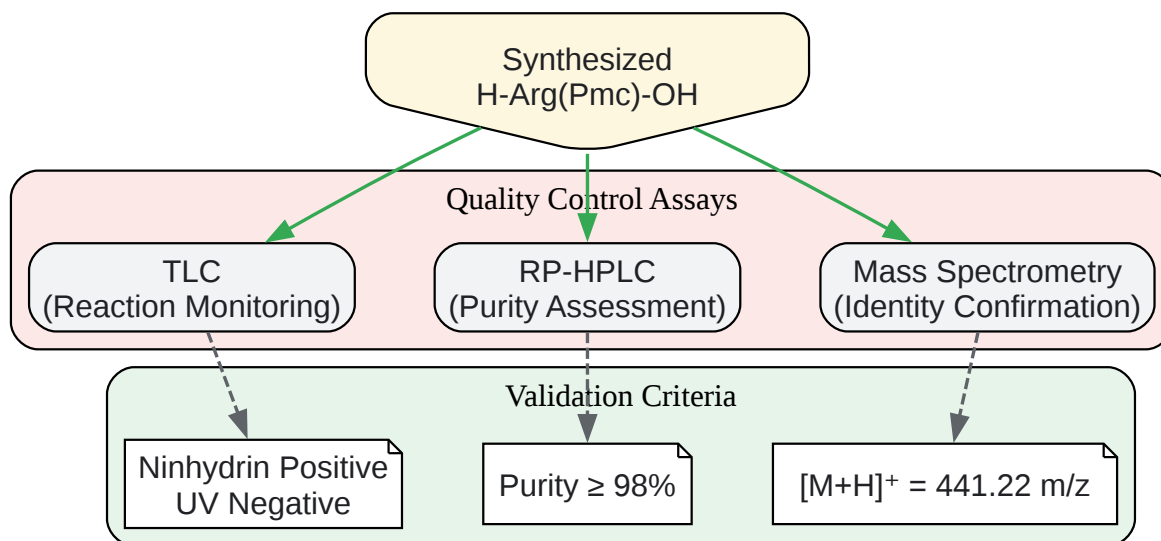 Synthesized
H-Arg(Pmc)-OH
Quality Control Assays
TLC
(Reaction Monitoring)
RP-HPLC
(Purity Assessment)
Mass Spectrometry
(Identity Confirmation)
Validation Criteria
Ninhydrin Positive
UV Negative
Purity ≥ 98%
[M+H]⁺ = 441.22 m/z